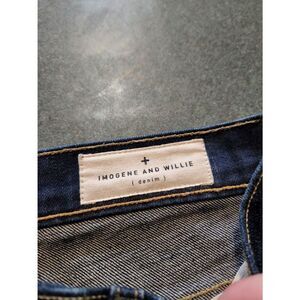 +
IMOGENE AND WILLIE
( denim )